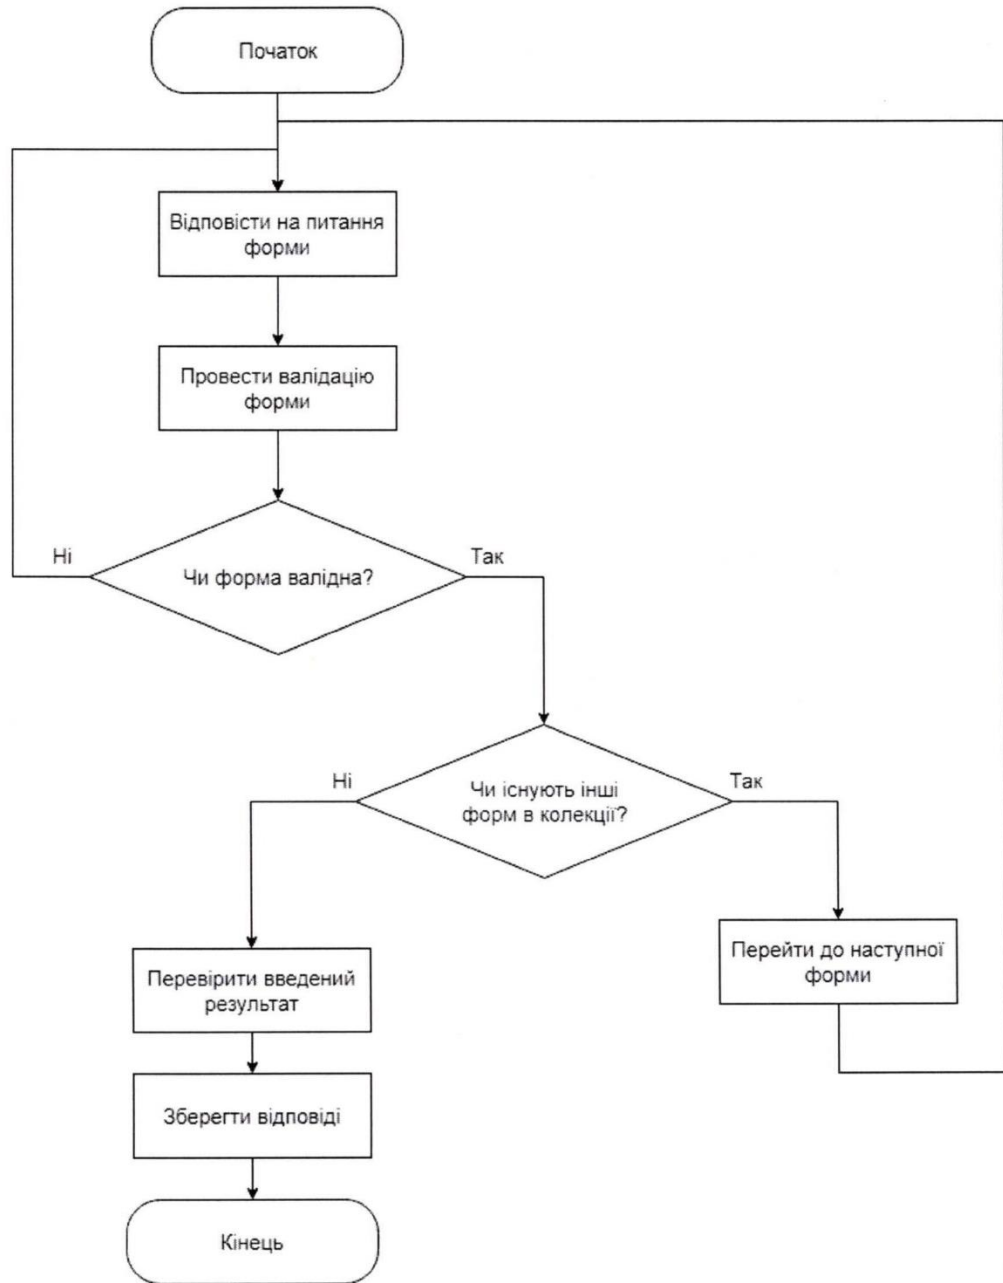 Початок
Відповісти на питання
форми
Провести валідацію
форми
Ні
Так
Чи форма валідна?
Ні
Так
Чи існують інші
форм в колекції?
Перевірити введений
результат
Перейти до наступної
форми
Зберегти відповіді
Кінець